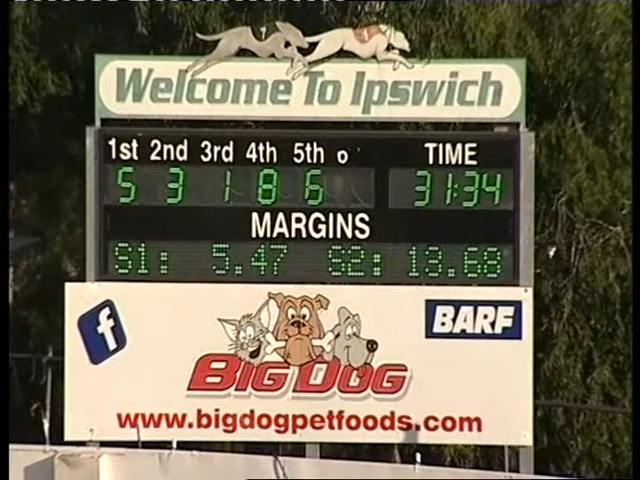 Welcome To Ipswich
1st 2nd 3rd 4th 5th o TIME
5 3 1 8 6 31:34
MARGINS
S1: 5.47 S2: 13.68
f
BARF
BIG DOG
www.bigdogpetfoods.com